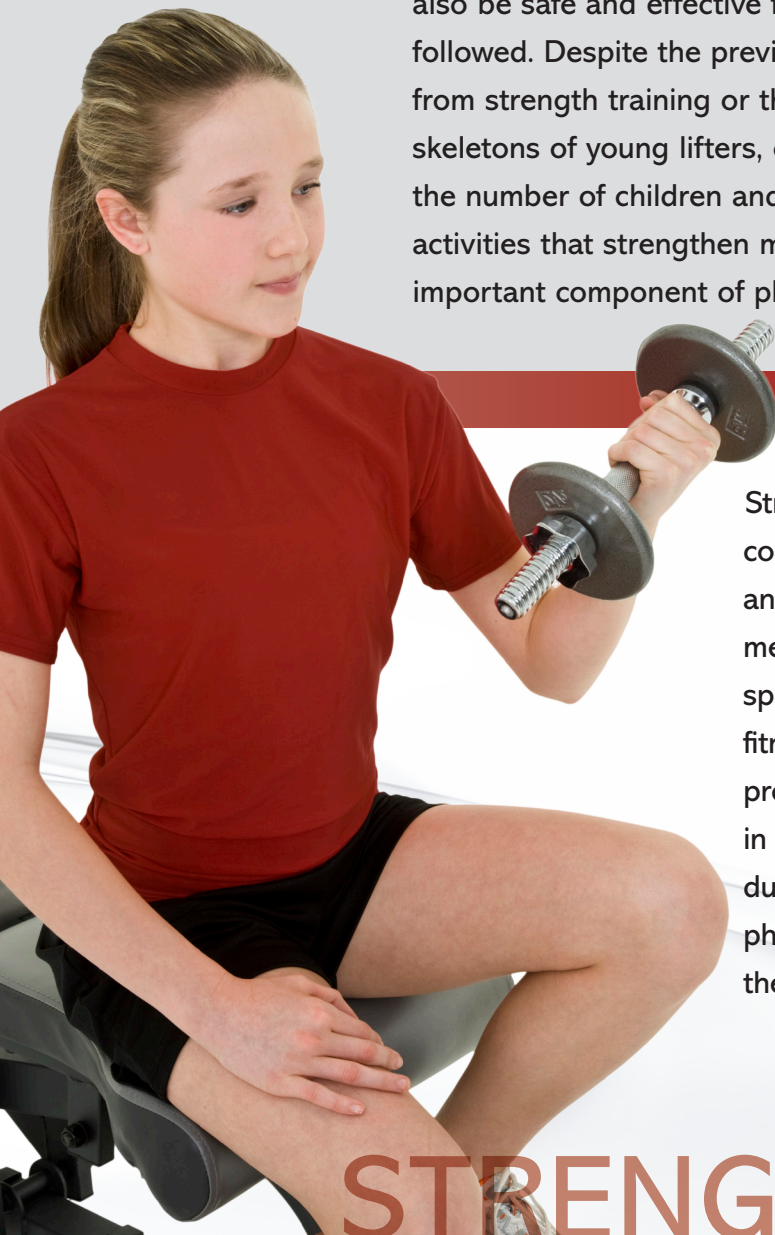 also be safe and effective
followed. Despite the previ
from strength training or th
skeletons of young lifters,
the number of children and
activities that strengthen m
important component of pl
Str
co
an
me
sp
fitr
pro
in
du
ph
the
STRENG